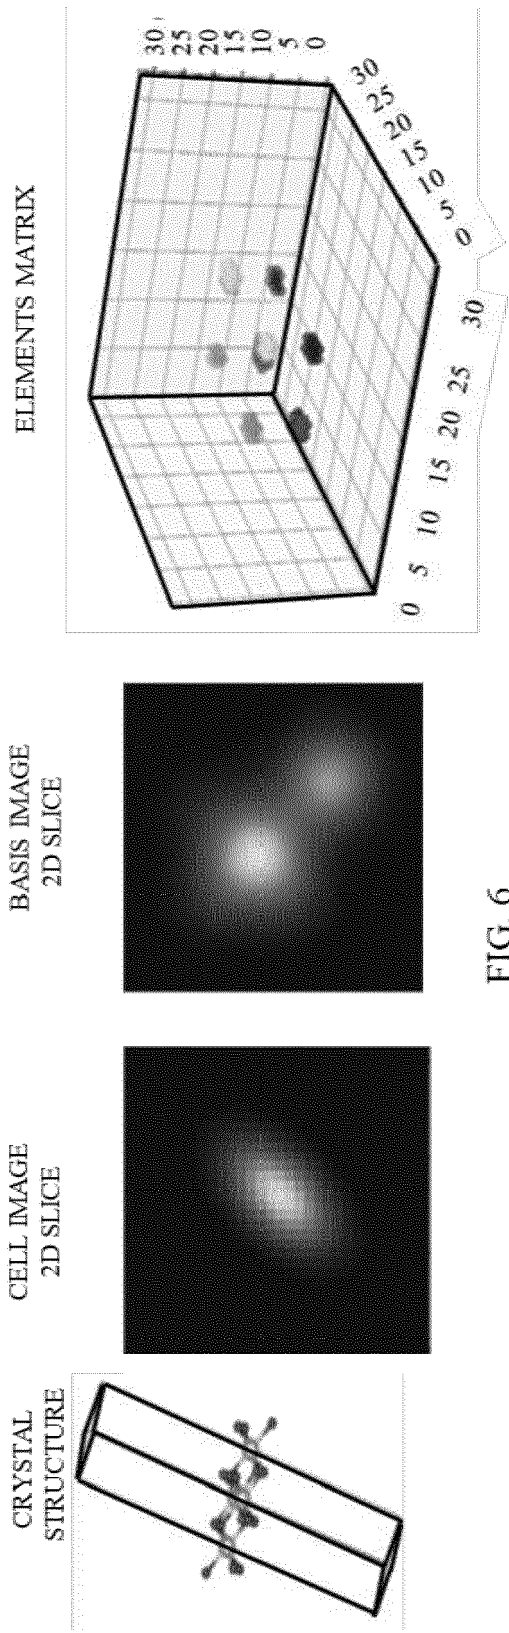 CRYSTAL
STRUCTURE
CELL IMAGE
2D SLICE
BASIS IMAGE
2D SLICE
ELEMENTS MATRIX
30
25
20
15
10
5
0
30
25
20
15
10
5
0
0
5
10
15
20
25
30
FIG. 6